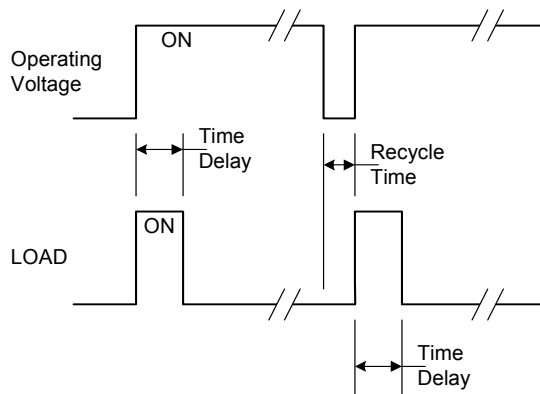 ON
Operating
Voltage
Time
Delay
Recycle
Time
ON
LOAD
Time
Delay